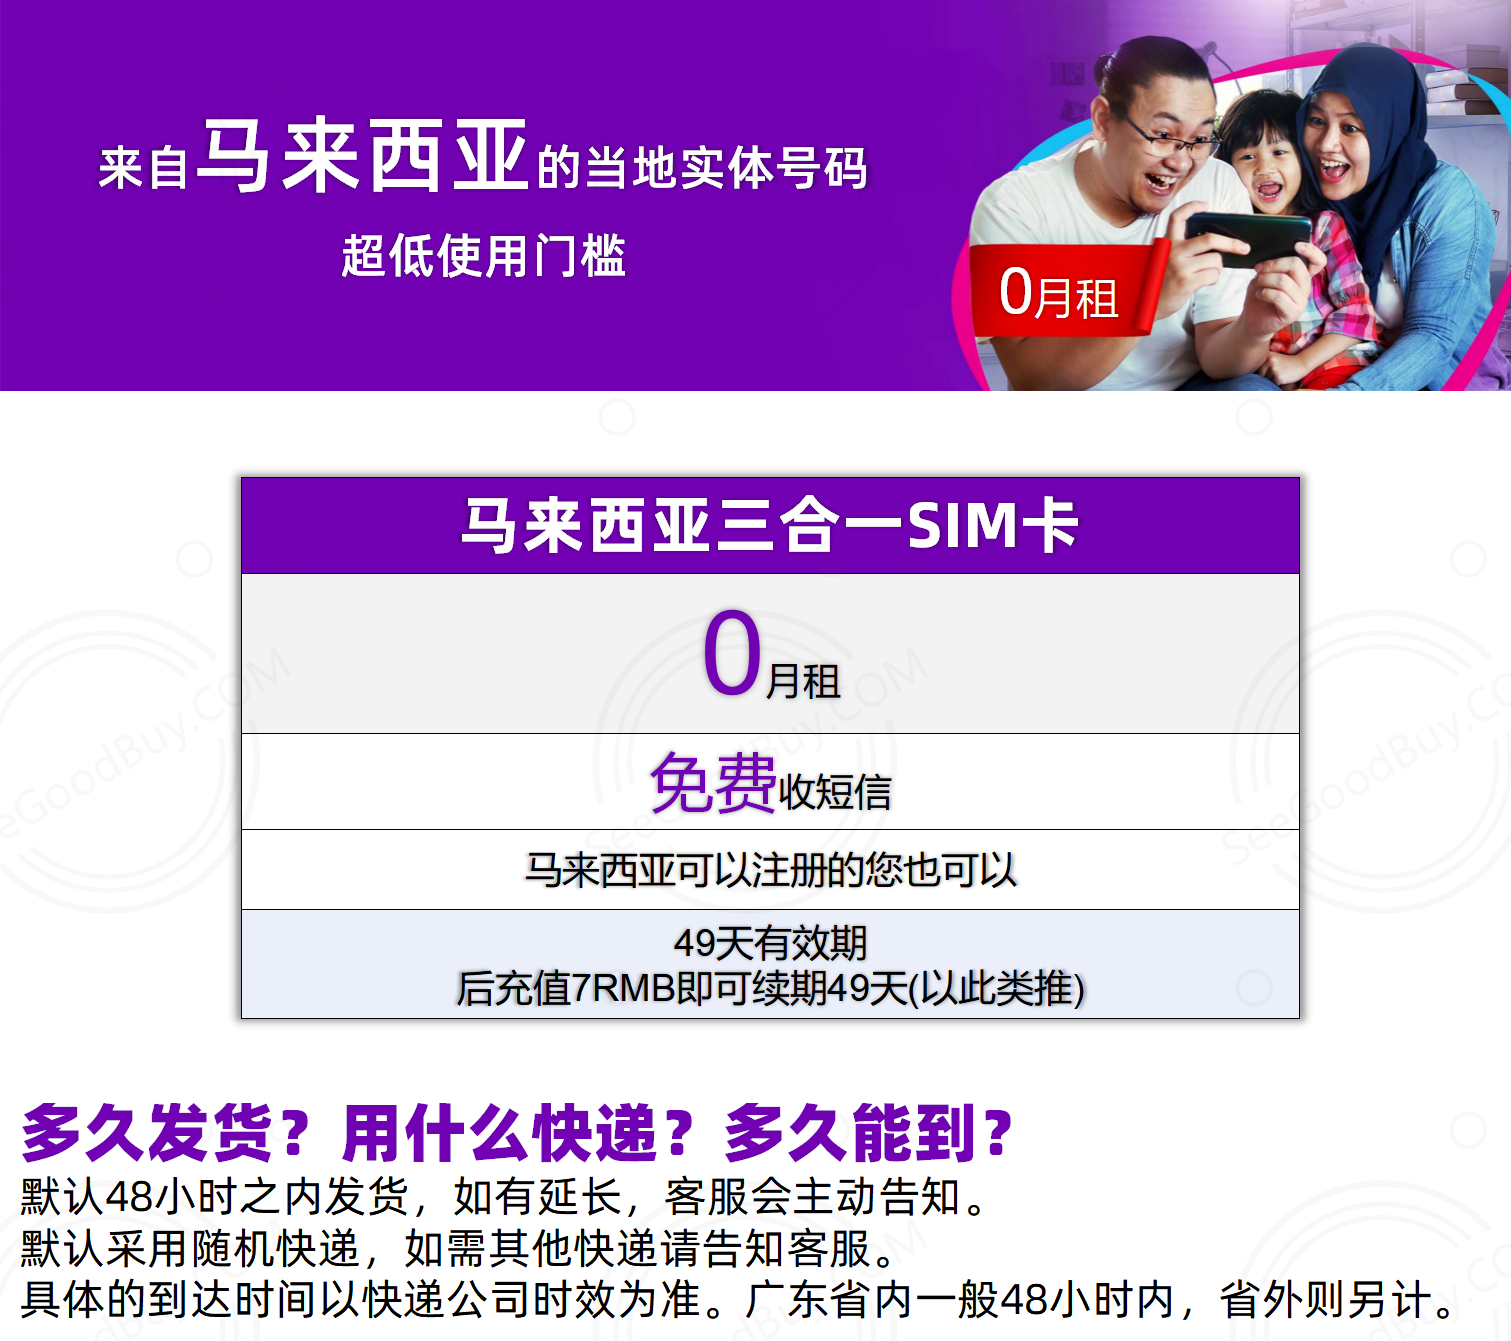 来自马来西亚的当地实体号码
超低使用门槛
0月租
马来西亚三合一SIM卡
0月租
免费收短信
马来西亚可以注册的您也可以
49天有效期
后充值7RMB即可续期49天(以此类推)
多久发货？用什么快递？多久能到？
默认48小时之内发货，如有延长，客服会主动告知。
默认采用随机快递，如需其他快递请告知客服。
具体的到达时间以快递公司时效为准。广东省内一般48小时内，省外则另计。
SeeGoodBuy.COM
SeeGoodBuy.COM
SeeGoodBuy.CO